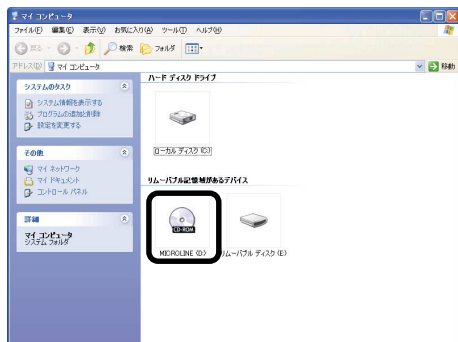 マイ コンピュータ
ファイル(F) 編集(E) 表示(V) お気に入り(A) ツール(T) ヘルプ(H)
戻る 検索 フォルダ
アドレス(D) マイ コンピュータ 移動
システムのタスク
システム情報を表示する
プログラムの追加と削除
設定を変更する
その他
マイ ネットワーク
マイ ドキュメント
コントロール パネル
詳細
マイ コンピュータ
システム フォルダ
ハード ディスク ドライブ
ローカル ディスク (C:)
リムーバブル記憶域があるデバイス
CD-ROM
MICROLINE (D:) リムーバブル ディスク (E:)